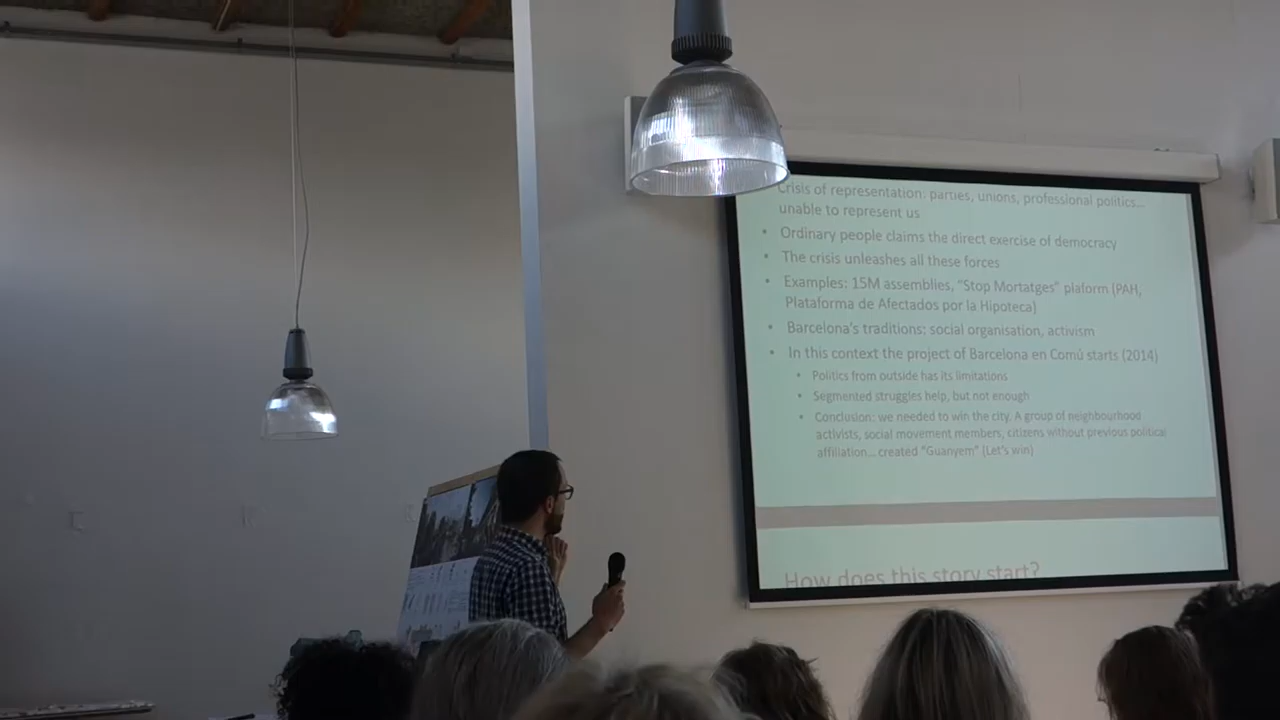 Crisis of representation: parties, unions, professional politics...
unable to represent us
• Ordinary people claims the direct exercise of democracy
• The crisis unleashes all these forces
• Examples: 15M assemblies, "Stop Mortatges" plaform (PAH,
Plataforma de Afectados por la Hipoteca)
• Barcelona's traditions: social organisation, activism
• In this context the project of Barcelona en Comú starts (2014)
• Politics from outside has its limitations
• Segmented struggles help, but not enough
• Conclusion: we needed to win the city. A group of neighbourhood
activists, social movement members, citizens without previous political
affiliation... created "Guanyem" (Let's win)
How does this story start?